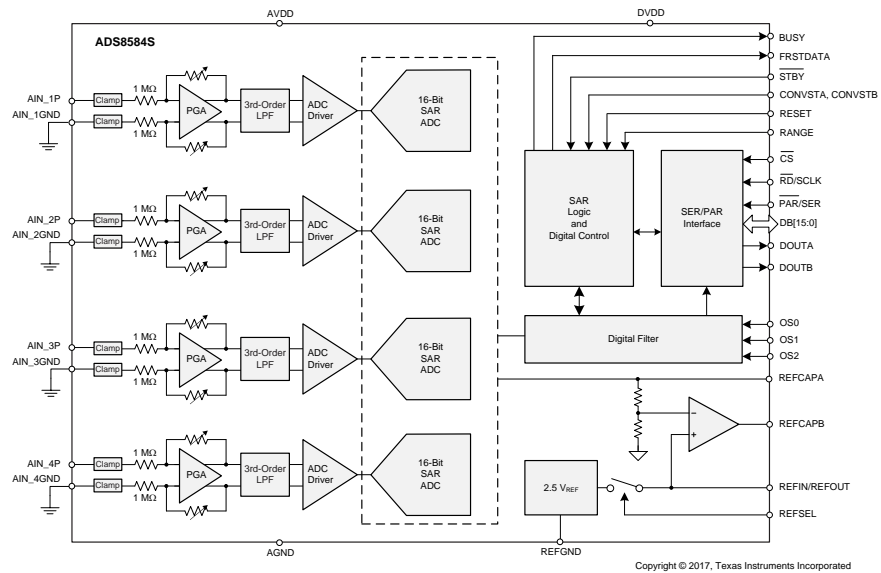 AVDD
DVDD
ADS8584S
AIN_1P
AIN_1GND
Clamp
Clamp
1 MΩ
1 MΩ
PGA
3rd-Order
LPF
ADC
Driver
16-Bit
SAR
ADC
AIN_2P
AIN_2GND
Clamp
Clamp
1 MΩ
1 MΩ
PGA
3rd-Order
LPF
ADC
Driver
16-Bit
SAR
ADC
AIN_3P
AIN_3GND
Clamp
Clamp
1 MΩ
1 MΩ
PGA
3rd-Order
LPF
ADC
Driver
16-Bit
SAR
ADC
AIN_4P
AIN_4GND
Clamp
Clamp
1 MΩ
1 MΩ
PGA
3rd-Order
LPF
ADC
Driver
16-Bit
SAR
ADC
SAR
Logic
and
Digital Control
SER/PAR
Interface
Digital Filter
2.5 VREF
−
+
BUSY
FRSTDATA
S̅T̅B̅Y̅
CONVSTA, CONVSTB
RESET
RANGE
C̅S̅
R̅D̅/SCLK
P̅A̅R̅/SER
DB[15:0]
DOUTA
DOUTB
OS0
OS1
OS2
REFCAPA
REFCAPB
REFIN/REFOUT
REFSEL
AGND
REFGND
Copyright © 2017, Texas Instruments Incorporated